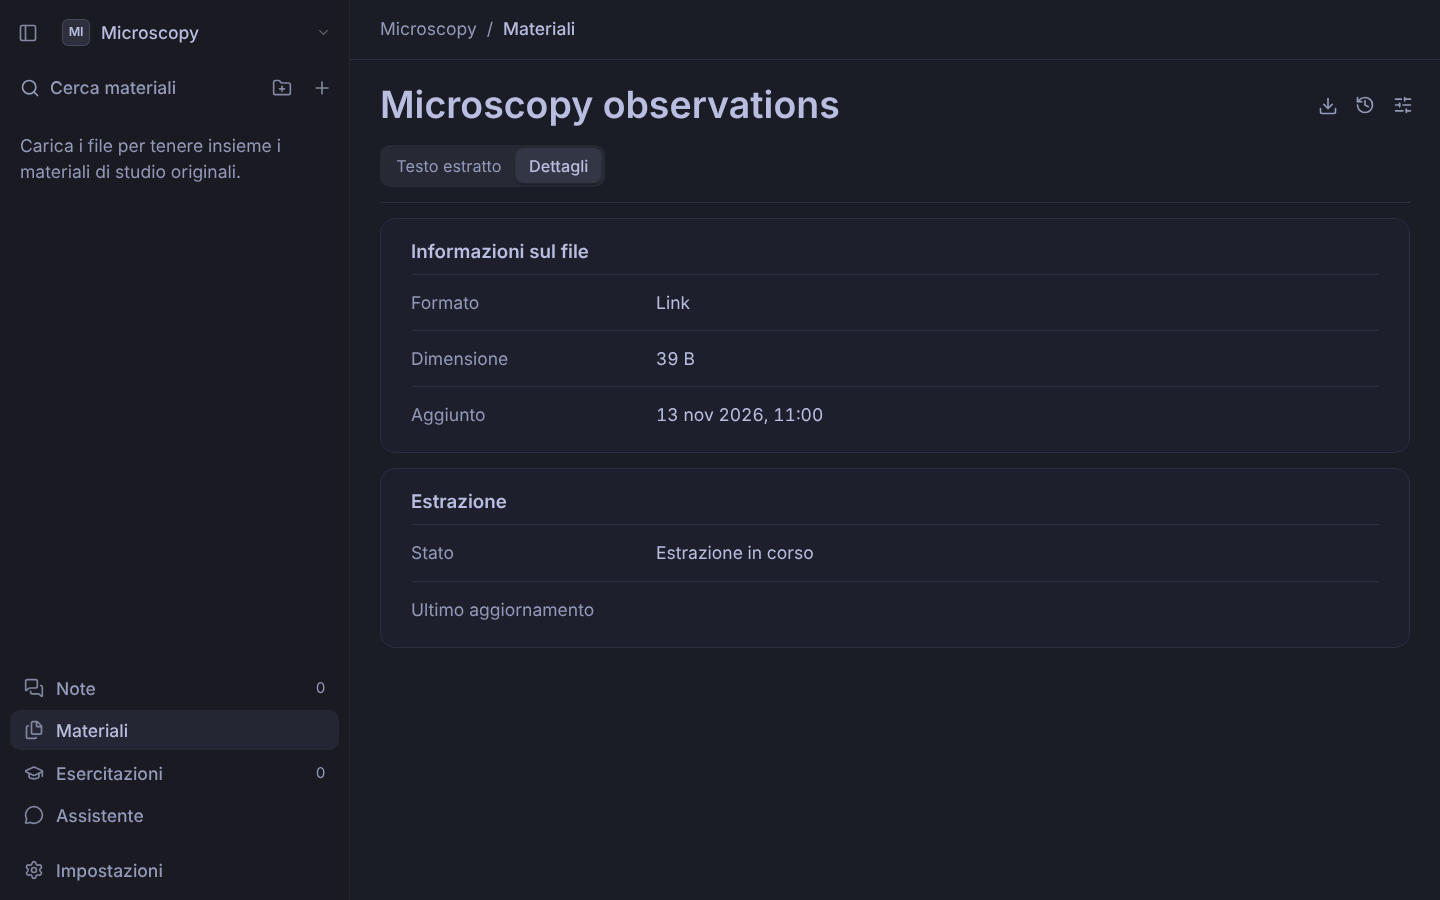 MI Microscopy
Cerca materiali
Carica i file per tenere insieme i
materiali di studio originali.
Note 0
Materiali
Esercitazioni 0
Assistente
Impostazioni
Microscopy / Materiali
Microscopy observations
Testo estratto Dettagli
Informazioni sul file
Formato Link
Dimensione 39 B
Aggiunto 13 nov 2026, 11:00
Estrazione
Stato Estrazione in corso
Ultimo aggiornamento